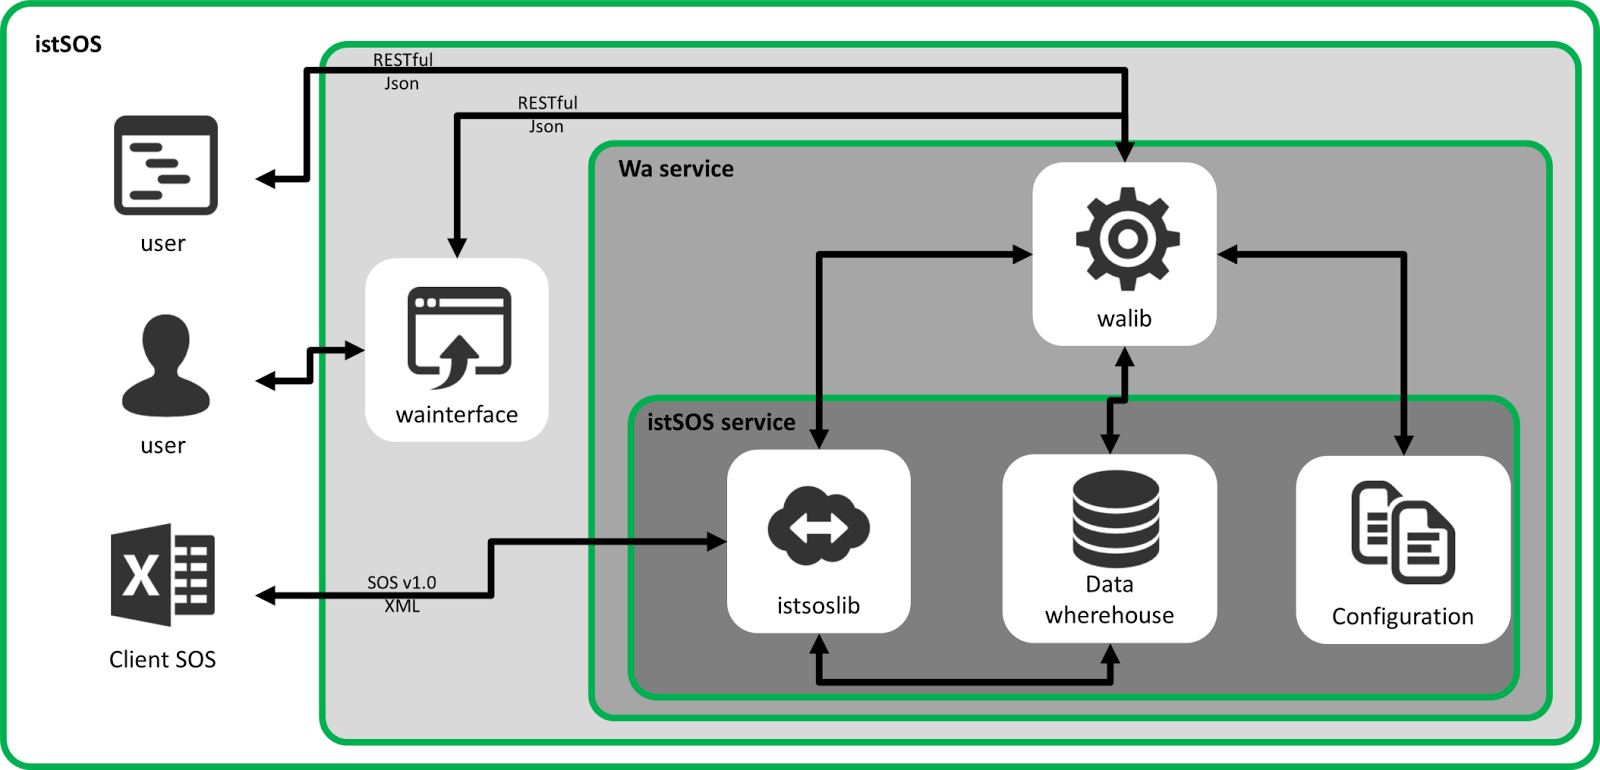 istSOS
RESTful
Json
RESTful
Json
Wa service
user
walib
wainterface
istSOS service
user
X
SOS v1.0
XML
istsoslib
Data
wherehouse
Configuration
Client SOS